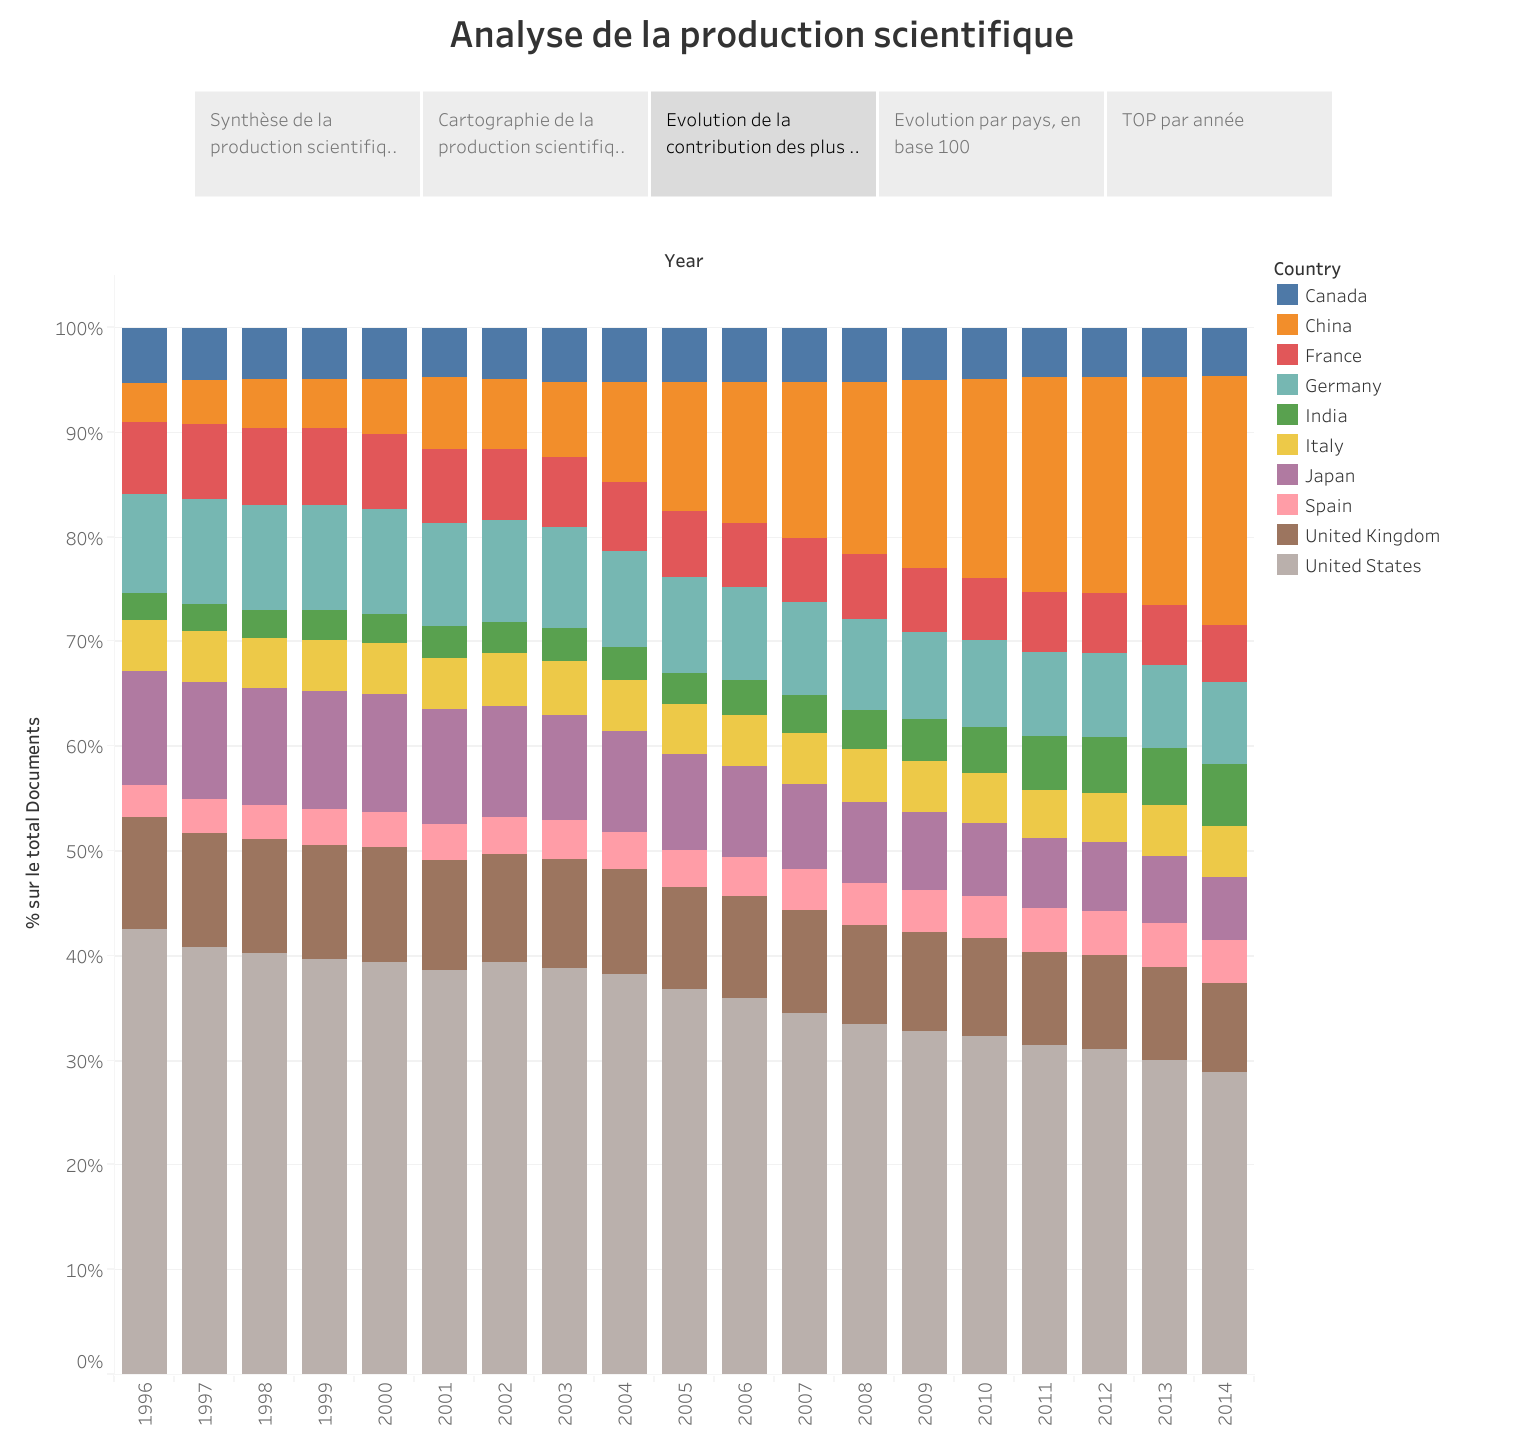 Analyse de la production scientifique
Synthèse de la
production scientifiq..
Cartographie de la
production scientifiq..
Evolution de la
contribution des plus ..
Evolution par pays, en
base 100
TOP par année
Year
Country
Canada
China
France
Germany
India
Italy
Japan
Spain
United Kingdom
United States
% sur le total Documents
100%
90%
80%
70%
60%
50%
40%
30%
20%
10%
0%
1996
1997
1998
1999
2000
2001
2002
2003
2004
2005
2006
2007
2008
2009
2010
2011
2012
2013
2014